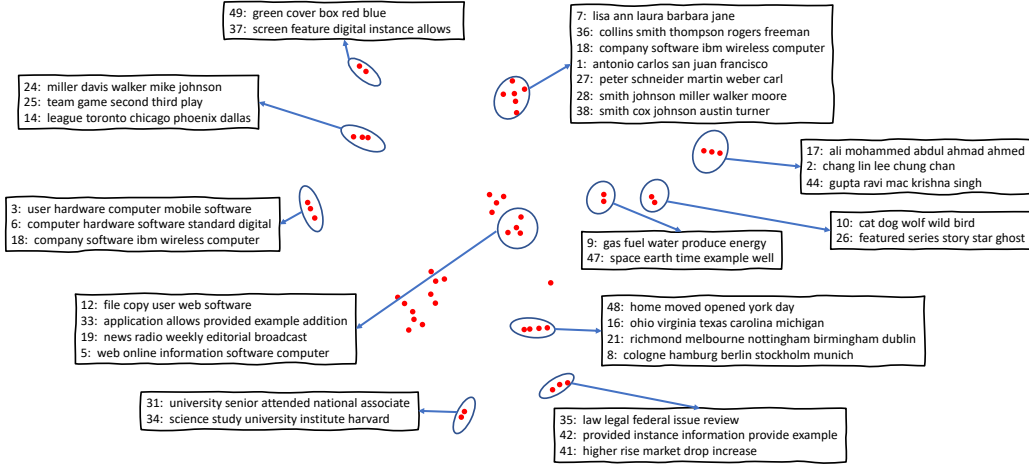 49: green cover box red blue
37: screen feature digital instance allows
7: lisa ann laura barbara jane
36: collins smith thompson rogers freeman
18: company software ibm wireless computer
1: antonio carlos san juan francisco
27: peter schneider martin weber carl
28: smith johnson miller walker moore
38: smith cox johnson austin turner
24: miller davis walker mike johnson
25: team game second third play
14: league toronto chicago phoenix dallas
17: ali mohammed abdul ahmad ahmed
2: chang lin lee chung chan
44: gupta ravi mac krishna singh
3: user hardware computer mobile software
6: computer hardware software standard digital
18: company software ibm wireless computer
10: cat dog wolf wild bird
26: featured series story star ghost
9: gas fuel water produce energy
47: space earth time example well
12: file copy user web software
33: application allows provided example addition
19: news radio weekly editorial broadcast
5: web online information software computer
48: home moved opened york day
16: ohio virginia texas carolina michigan
21: richmond melbourne nottingham birmingham dublin
8: cologne hamburg berlin stockholm munich
31: university senior attended national associate
34: science study university institute harvard
35: law legal federal issue review
42: provided instance information provide example
41: higher rise market drop increase